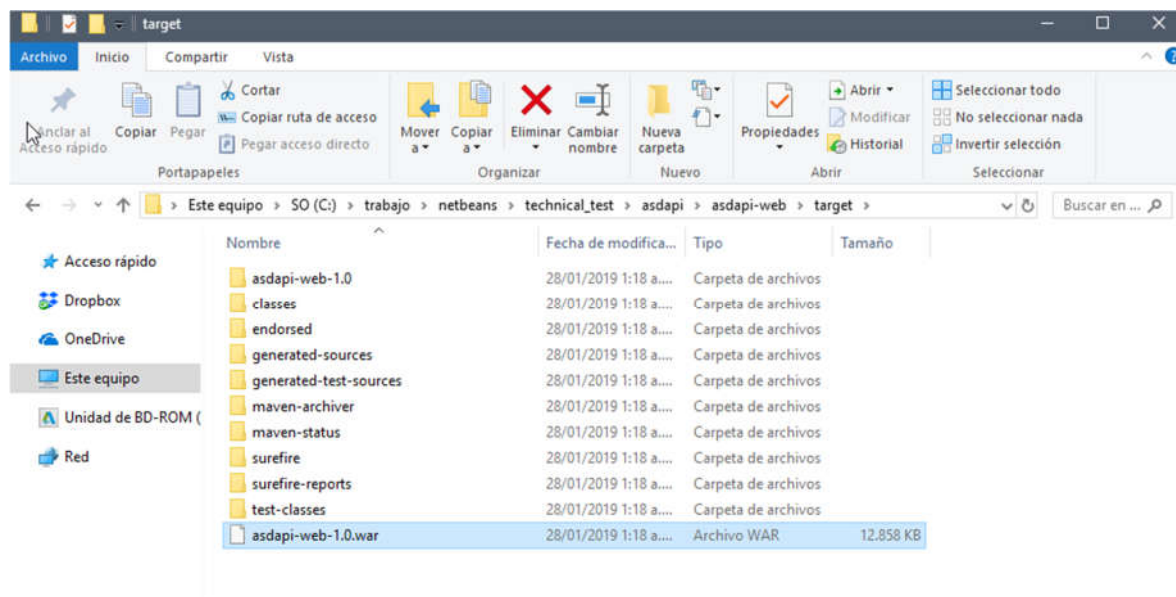 target
Archivo Inicio Compartir Vista
Anclar al Acceso rápido
Copiar
Pegar
Cortar
Copiar ruta de acceso
Pegar acceso directo
Portapapeles
Mover a
Copiar a
Eliminar
Cambiar nombre
Organizar
Nueva carpeta
Nuevo
Propiedades
Abrir
Modificar
Historial
Abrir
Seleccionar todo
No seleccionar nada
Invertir selección
Seleccionar
Este equipo > SO (C:) > trabajo > netbeans > technical_test > asdapi > asdapi-web > target >
Buscar en ...
Acceso rápido
Dropbox
OneDrive
Este equipo
Unidad de BD-ROM (
Red
Nombre Fecha de modifica... Tipo Tamaño
asdapi-web-1.0 28/01/2019 1:18 a.... Carpeta de archivos
classes 28/01/2019 1:18 a.... Carpeta de archivos
endorsed 28/01/2019 1:18 a.... Carpeta de archivos
generated-sources 28/01/2019 1:18 a.... Carpeta de archivos
generated-test-sources 28/01/2019 1:18 a.... Carpeta de archivos
maven-archiver 28/01/2019 1:18 a.... Carpeta de archivos
maven-status 28/01/2019 1:18 a.... Carpeta de archivos
surefire 28/01/2019 1:18 a.... Carpeta de archivos
surefire-reports 28/01/2019 1:18 a.... Carpeta de archivos
test-classes 28/01/2019 1:18 a.... Carpeta de archivos
asdapi-web-1.0.war 28/01/2019 1:18 a.... Archivo WAR 12.858 KB